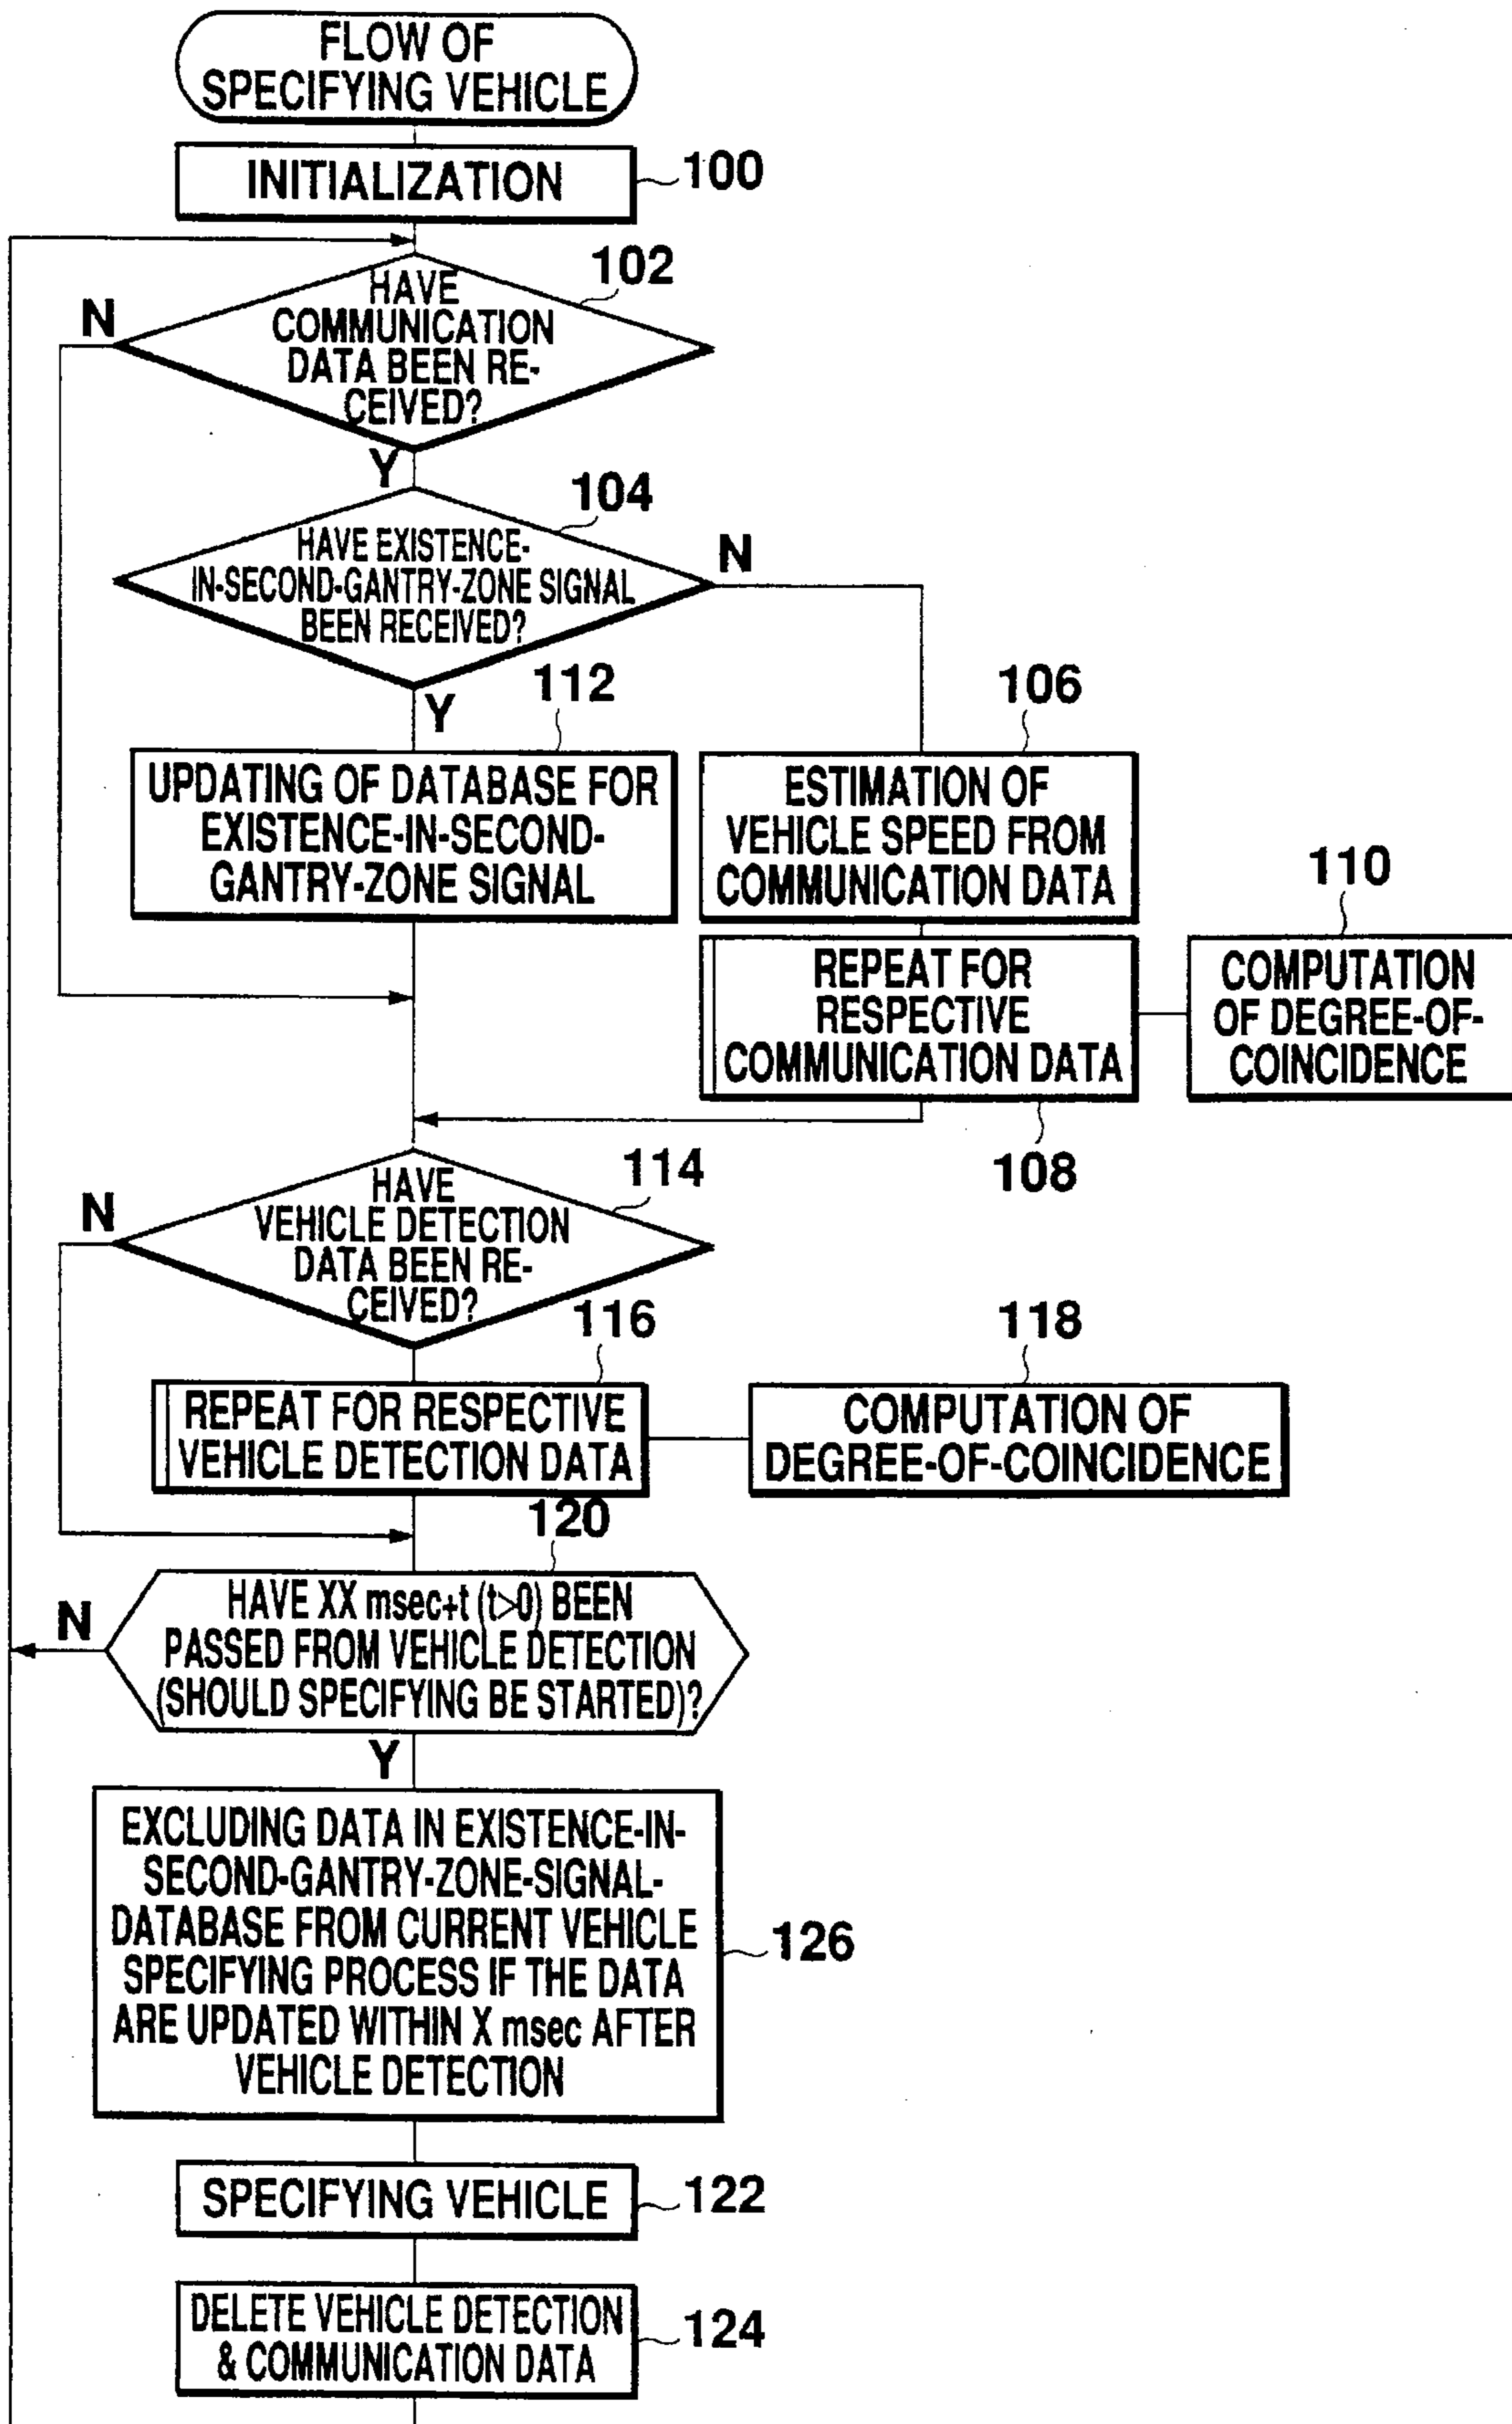 FLOW OF
SPECIFYING VEHICLE
INITIALIZATION
100
102
HAVE
COMMUNICATION
DATA BEEN RE-
CEIVED?
N
Y
104
HAVE EXISTENCE-
IN-SECOND-GANTRY-ZONE SIGNAL
BEEN RECEIVED?
N
Y
112
UPDATING OF DATABASE FOR
EXISTENCE-IN-SECOND-
GANTRY-ZONE SIGNAL
106
ESTIMATION OF
VEHICLE SPEED FROM
COMMUNICATION DATA
REPEAT FOR
RESPECTIVE
COMMUNICATION DATA
108
110
COMPUTATION
OF DEGREE-OF-
COINCIDENCE
114
HAVE
VEHICLE DETECTION
DATA BEEN RE-
CEIVED?
N
116
REPEAT FOR RESPECTIVE
VEHICLE DETECTION DATA
118
COMPUTATION OF
DEGREE-OF-COINCIDENCE
120
HAVE XX msec+t (t>0) BEEN
PASSED FROM VEHICLE DETECTION
(SHOULD SPECIFYING BE STARTED)?
N
Y
EXCLUDING DATA IN EXISTENCE-IN-
SECOND-GANTRY-ZONE-SIGNAL-
DATABASE FROM CURRENT VEHICLE
SPECIFYING PROCESS IF THE DATA
ARE UPDATED WITHIN X msec AFTER
VEHICLE DETECTION
126
SPECIFYING VEHICLE
122
DELETE VEHICLE DETECTION
& COMMUNICATION DATA
124